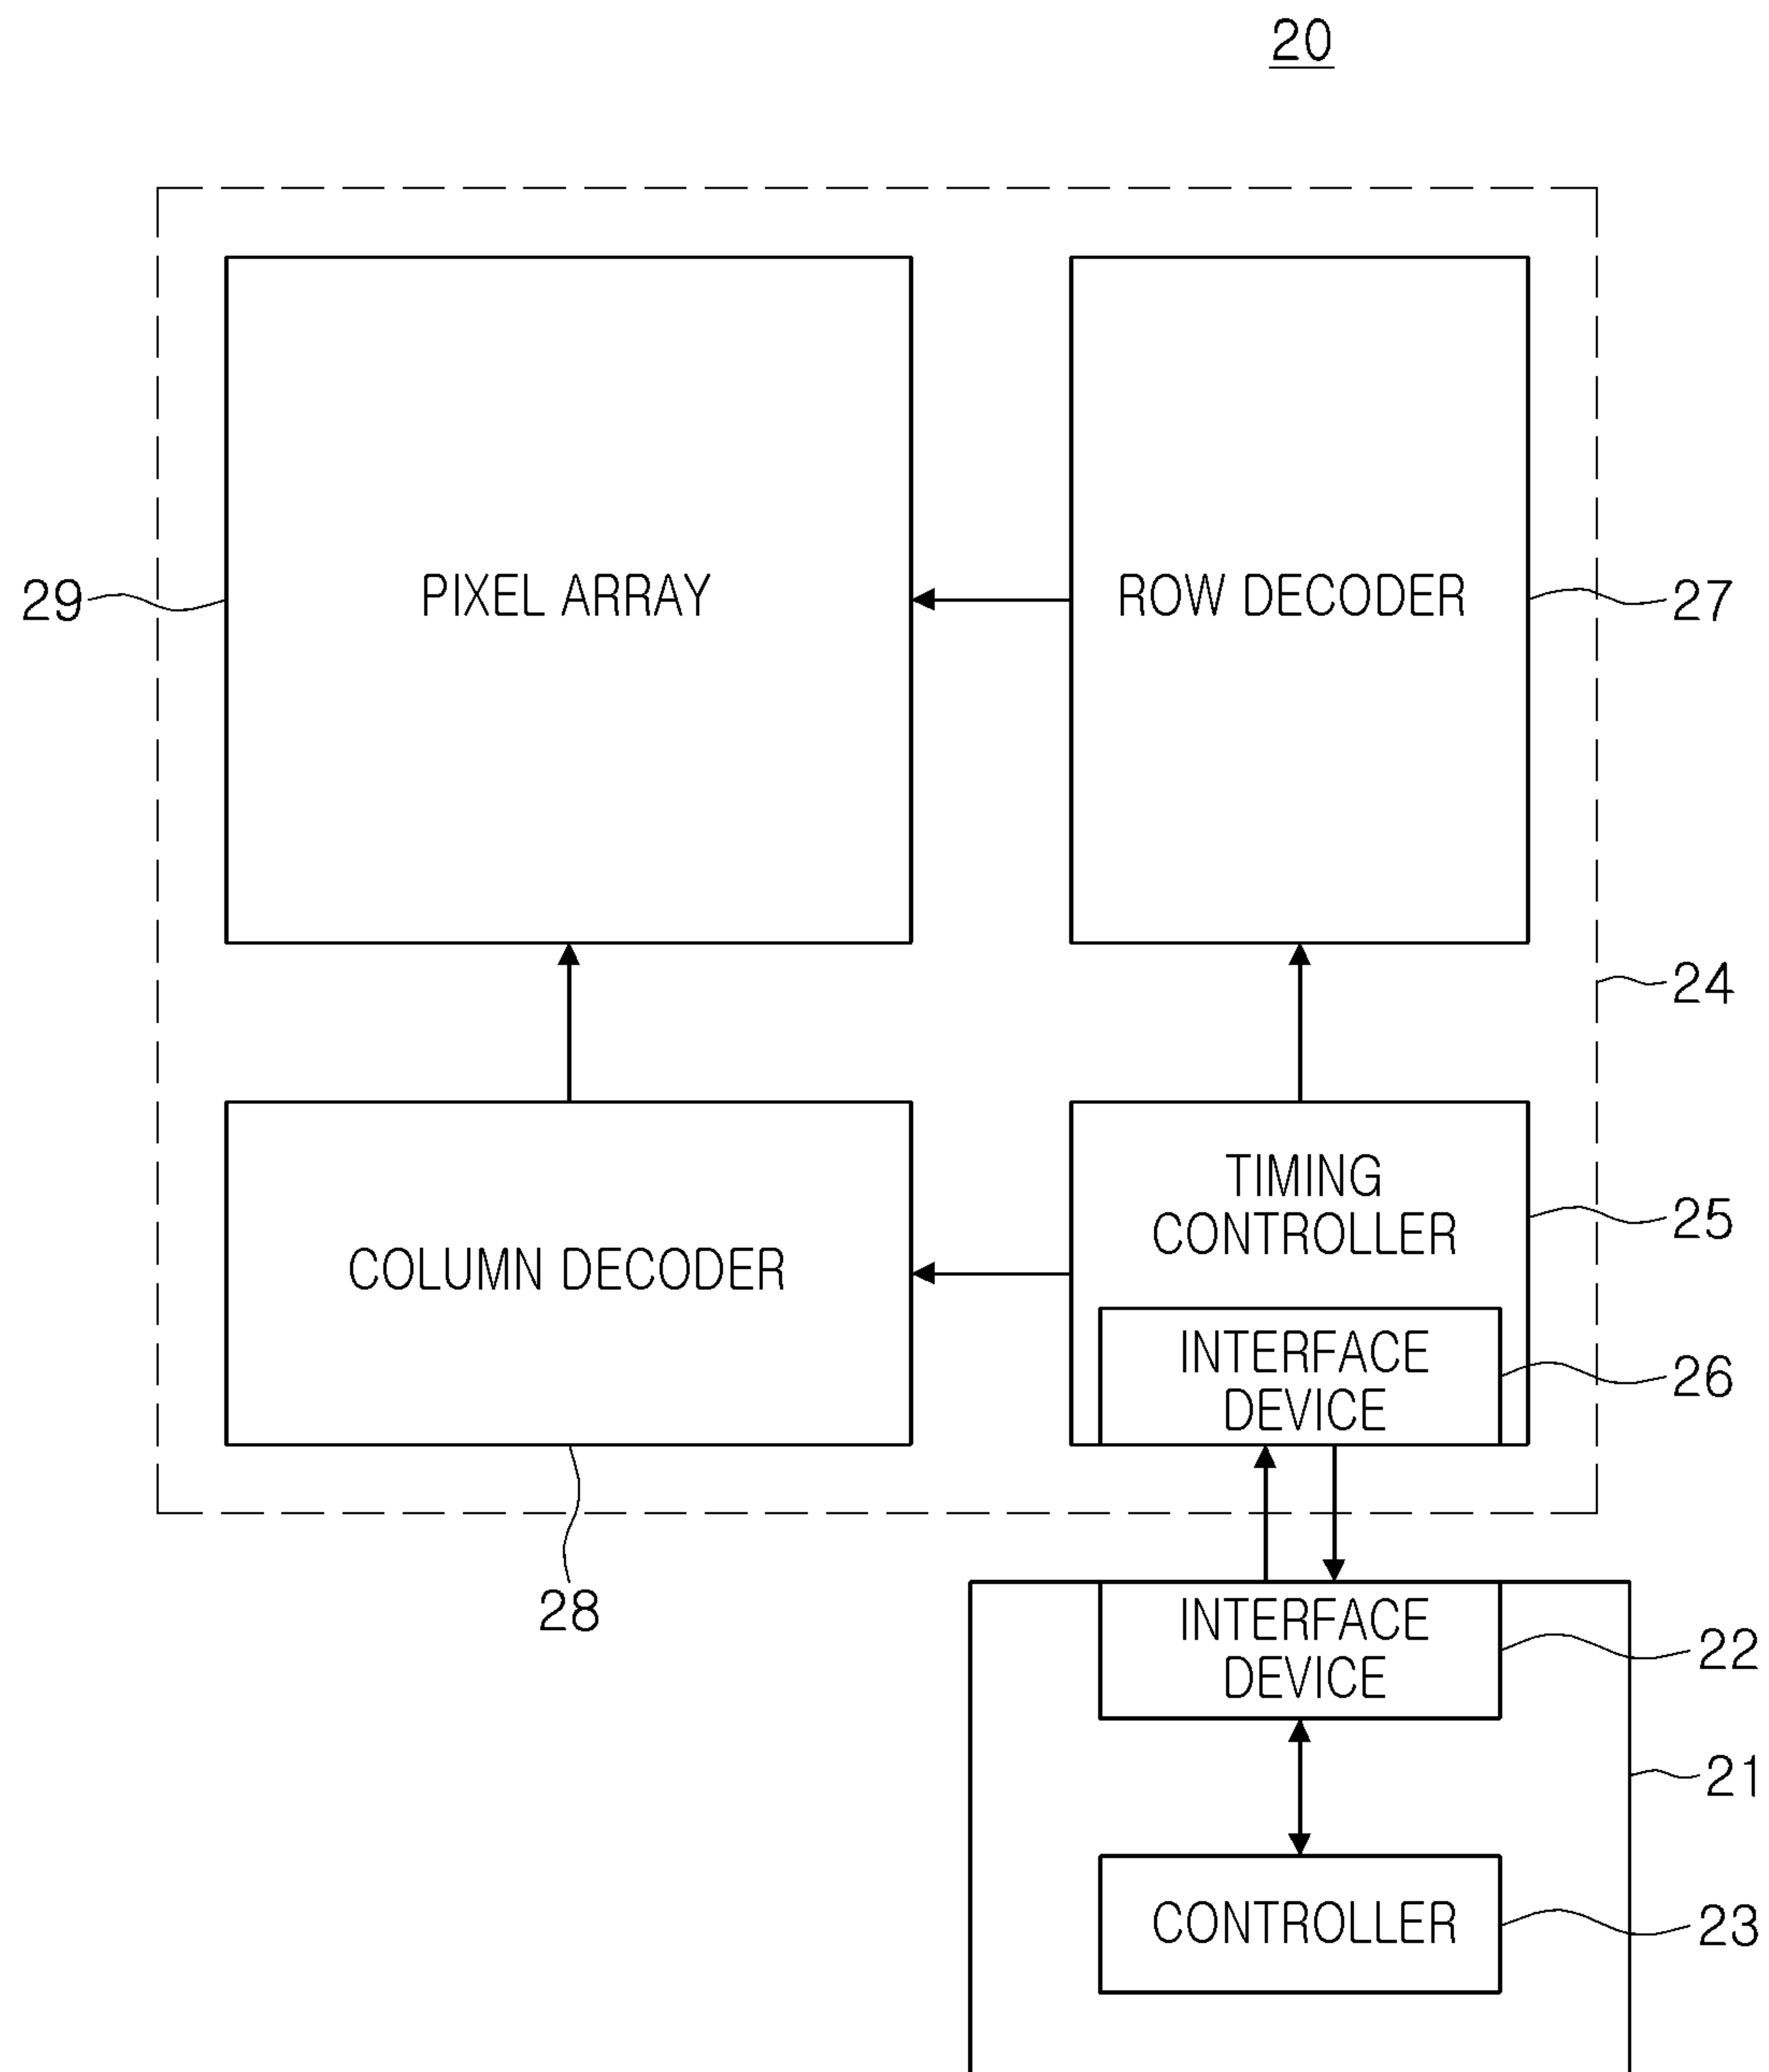 20
PIXEL ARRAY
ROW DECODER
29
27
24
TIMING
CONTROLLER
25
COLUMN DECODER
INTERFACE
DEVICE
26
28
INTERFACE
DEVICE
22
21
CONTROLLER
23